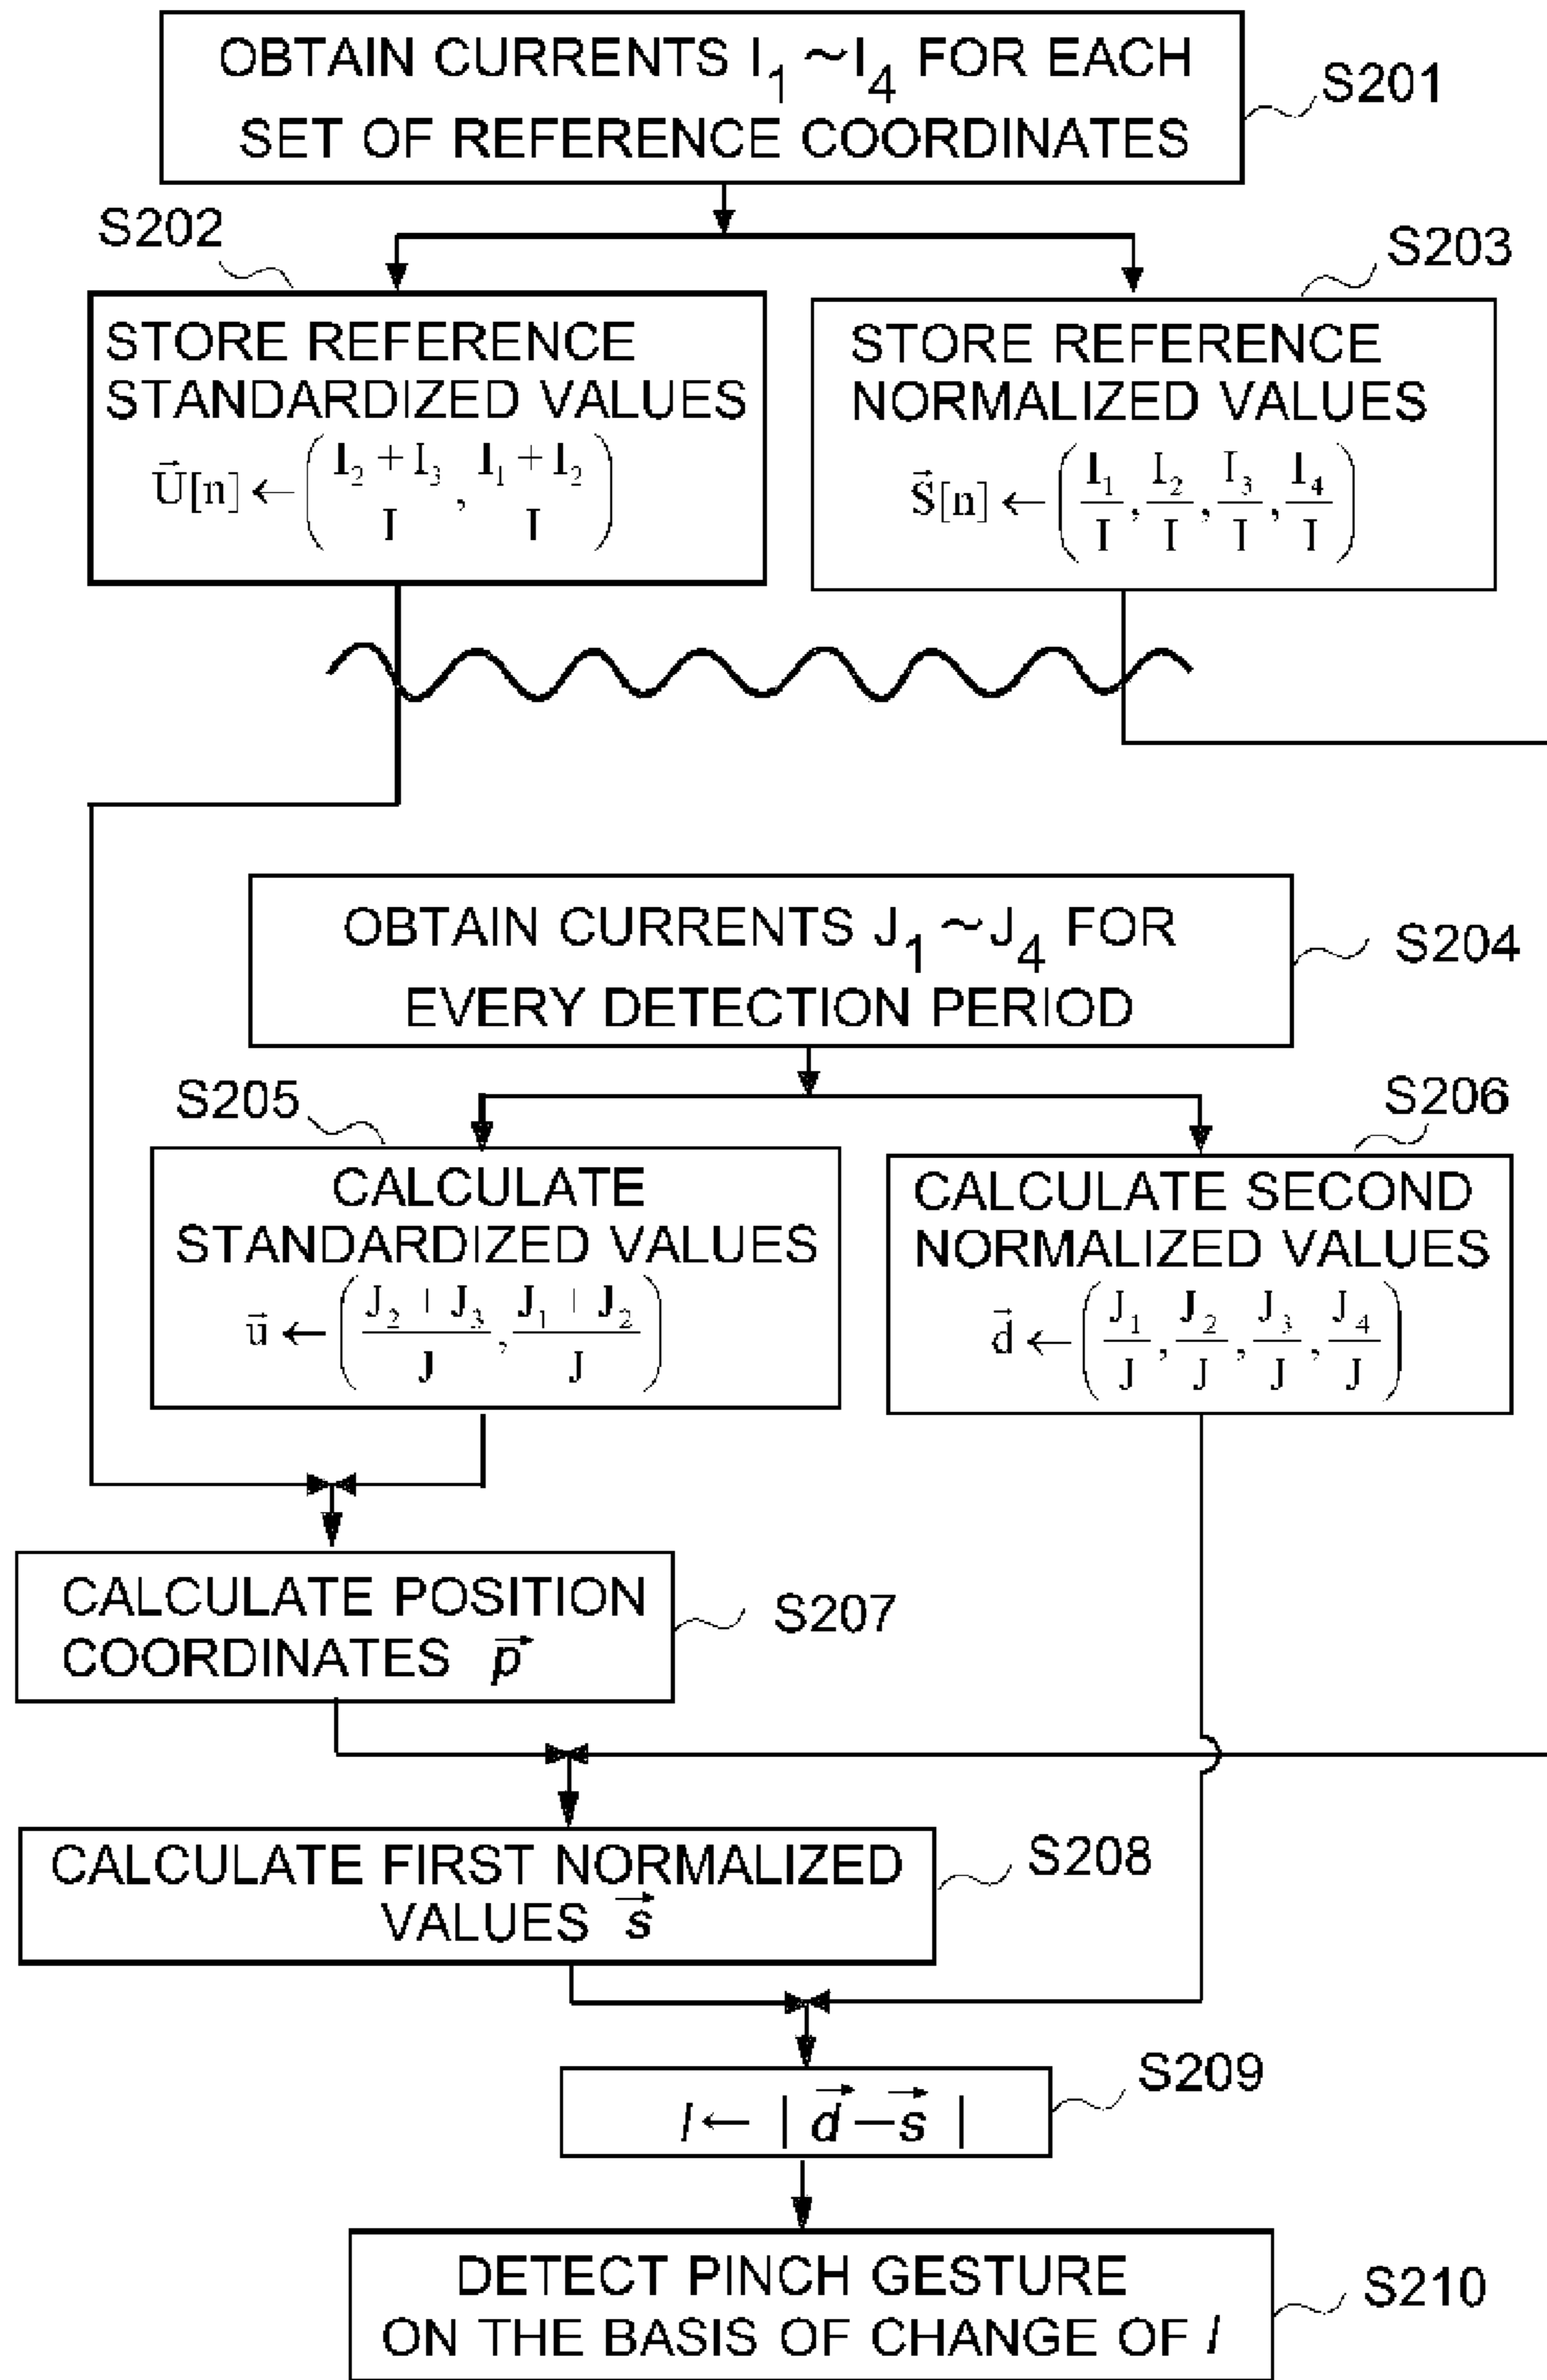 OBTAIN CURRENTS I₁ ~I₄ FOR EACH
SET OF REFERENCE COORDINATES
S201
S202
S203
STORE REFERENCE
STANDARDIZED VALUES
U⃗[n] ← ( (I₂ + I₃)/I , (I₁ + I₂)/I )
STORE REFERENCE
NORMALIZED VALUES
S⃗[n] ← ( I₁/I , I₂/I , I₃/I , I₄/I )
OBTAIN CURRENTS J₁ ~J₄ FOR
EVERY DETECTION PERIOD
S204
S205
S206
CALCULATE
STANDARDIZED VALUES
u⃗ ← ( (J₂ + J₃)/J , (J₁ + J₂)/J )
CALCULATE SECOND
NORMALIZED VALUES
d⃗ ← ( J₁/J , J₂/J , J₃/J , J₄/J )
CALCULATE POSITION
COORDINATES p⃗
S207
CALCULATE FIRST NORMALIZED
VALUES s⃗
S208
S209
l ← | d⃗ − s⃗ |
DETECT PINCH GESTURE
ON THE BASIS OF CHANGE OF l
S210